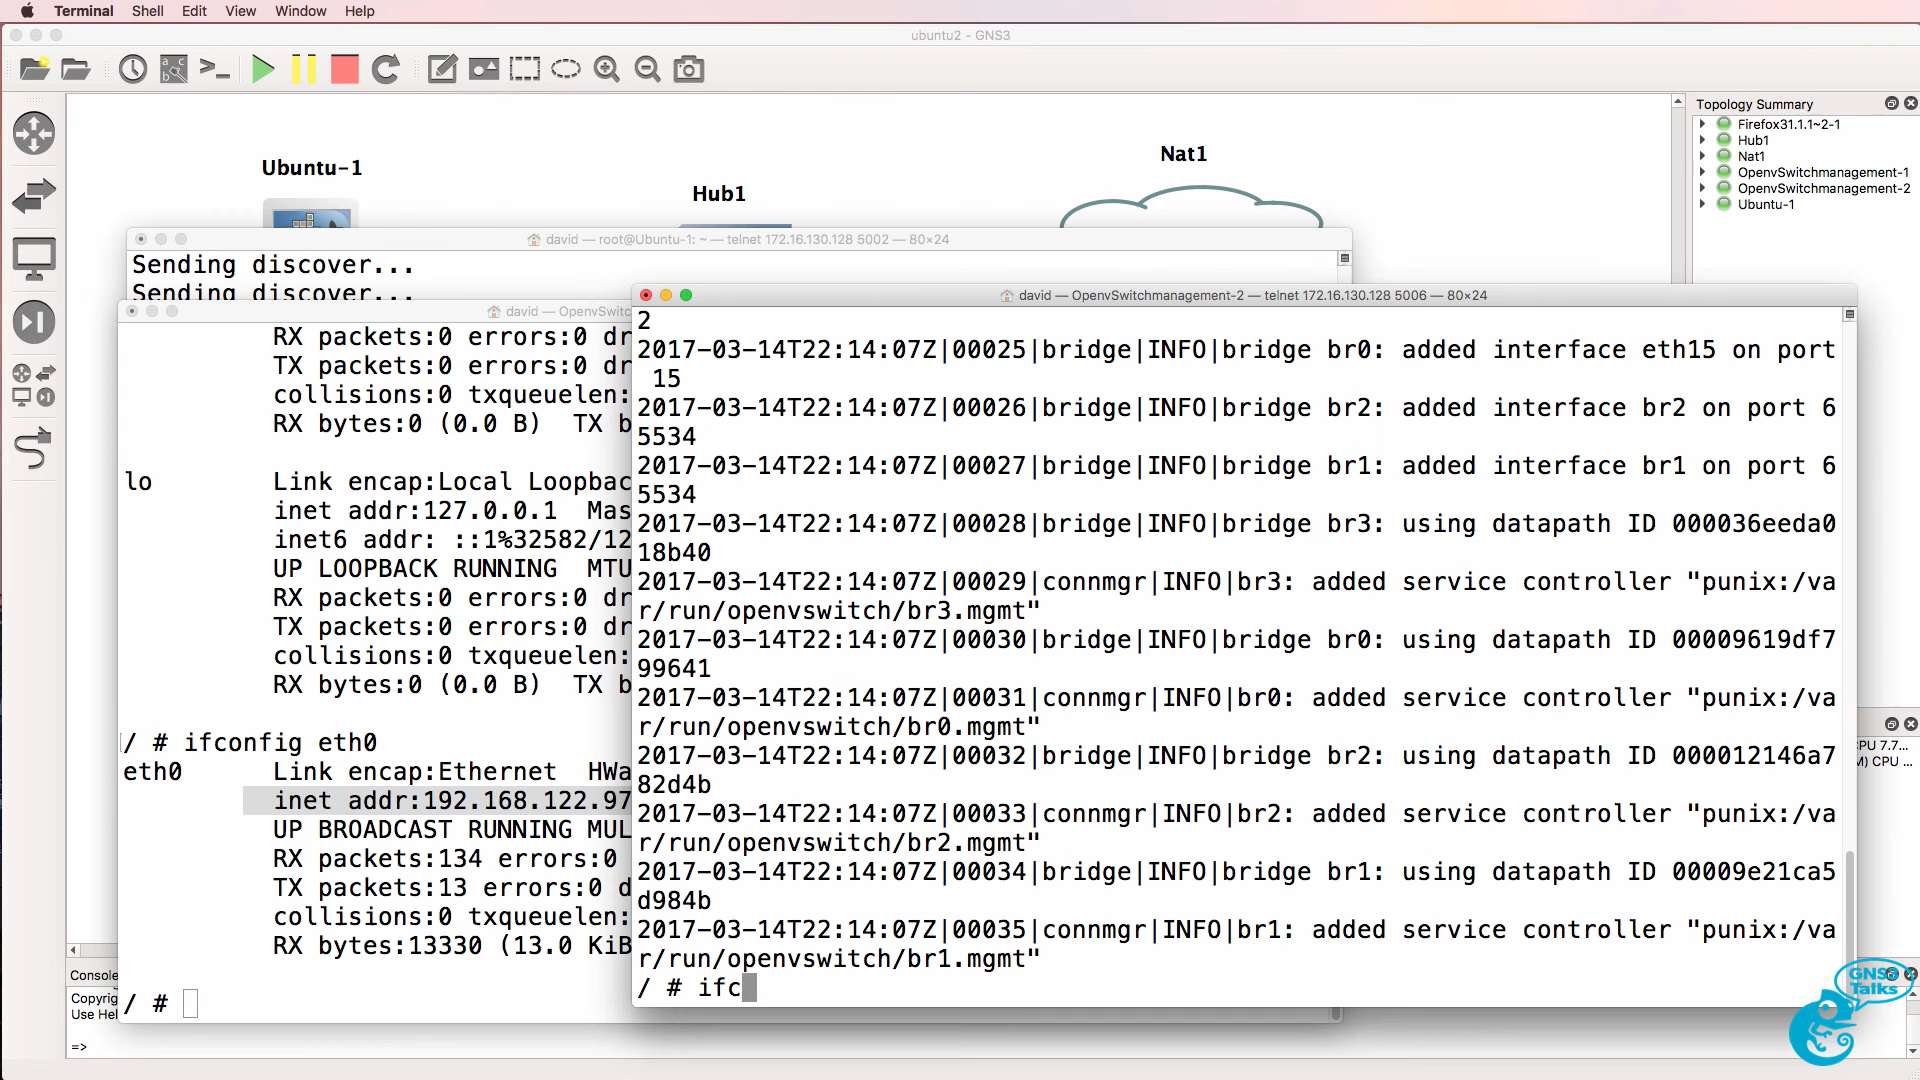 Terminal Shell Edit View Window Help
ubuntu2 - GNS3
Topology Summary
Firefox31.1.1~2-1
Hub1
Nat1
OpenvSwitchmanagement-1
OpenvSwitchmanagement-2
Ubuntu-1
Ubuntu-1
Hub1
Nat1
david — root@Ubuntu-1: ~ — telnet 172.16.130.128 5002 — 80×24
Sending discover...
Sending discover...
david — OpenvSwitc
RX packets:0 errors:0 dr
TX packets:0 errors:0 dr
collisions:0 txqueuelen:
RX bytes:0 (0.0 B)  TX b
lo Link encap:Local Loopbac
inet addr:127.0.0.1  Mas
inet6 addr: ::1%32582/12
UP LOOPBACK RUNNING  MTU
RX packets:0 errors:0 dr
TX packets:0 errors:0 dr
collisions:0 txqueuelen:
RX bytes:0 (0.0 B)  TX b
/ # ifconfig eth0
eth0 Link encap:Ethernet  HWa
inet addr:192.168.122.97
UP BROADCAST RUNNING MUL
RX packets:134 errors:0
TX packets:13 errors:0 d
collisions:0 txqueuelen:
RX bytes:13330 (13.0 KiB
/ #
david — OpenvSwitchmanagement-2 — telnet 172.16.130.128 5006 — 80×24
2
2017-03-14T22:14:07Z|00025|bridge|INFO|bridge br0: added interface eth15 on port
15
2017-03-14T22:14:07Z|00026|bridge|INFO|bridge br2: added interface br2 on port 6
5534
2017-03-14T22:14:07Z|00027|bridge|INFO|bridge br1: added interface br1 on port 6
5534
2017-03-14T22:14:07Z|00028|bridge|INFO|bridge br3: using datapath ID 000036eeda0
18b40
2017-03-14T22:14:07Z|00029|connmgr|INFO|br3: added service controller "punix:/va
r/run/openvswitch/br3.mgmt"
2017-03-14T22:14:07Z|00030|bridge|INFO|bridge br0: using datapath ID 00009619df7
99641
2017-03-14T22:14:07Z|00031|connmgr|INFO|br0: added service controller "punix:/va
r/run/openvswitch/br0.mgmt"
2017-03-14T22:14:07Z|00032|bridge|INFO|bridge br2: using datapath ID 000012146a7
82d4b
2017-03-14T22:14:07Z|00033|connmgr|INFO|br2: added service controller "punix:/va
r/run/openvswitch/br2.mgmt"
2017-03-14T22:14:07Z|00034|bridge|INFO|bridge br1: using datapath ID 00009e21ca5
d984b
2017-03-14T22:14:07Z|00035|connmgr|INFO|br1: added service controller "punix:/va
r/run/openvswitch/br1.mgmt"
/ # ifc
CPU 7.7...
M) CPU ...
Console
Copyrig
Use Hel
=>
GNS3
Talks